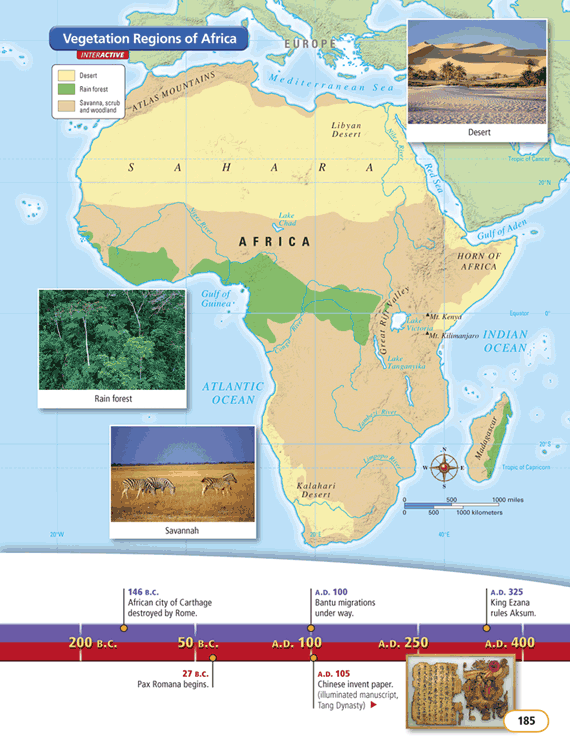 Vegetation Regions of Africa
INTERACTIVE
Desert
Rain forest
Savanna, scrub
and woodland
EUROPE
ATLAS MOUNTAINS
Mediterranean Sea
Desert
Libyan
Desert
Nile River
Tropic of Cancer
SAHARA
Red Sea
20°N
Niger River
Lake
Chad
AFRICA
Gulf of Aden
HORN OF
AFRICA
Gulf of
Guinea
Great Rift Valley
Mt. Kenya
Equator 0°
Lake
Victoria
Mt. Kilimanjaro
INDIAN
OCEAN
Congo River
Lake
Tanganyika
Rain forest
ATLANTIC
OCEAN
Zambezi River
Madagascar
20°S
N
W E
S
Tropic of Capricorn
Limpopo River
Kalahari
Desert
0 500 1000 miles
0 500 1000 kilometers
Savannah
20°W
20°E
40°E
146 B.C.
African city of Carthage
destroyed by Rome.
A.D. 100
Bantu migrations
under way.
A.D. 325
King Ezana
rules Aksum.
200 B.C. 50 B.C. A.D. 100 A.D. 250 A.D. 400
27 B.C.
Pax Romana begins.
A.D. 105
Chinese invent paper.
(illuminated manuscript,
Tang Dynasty)
185